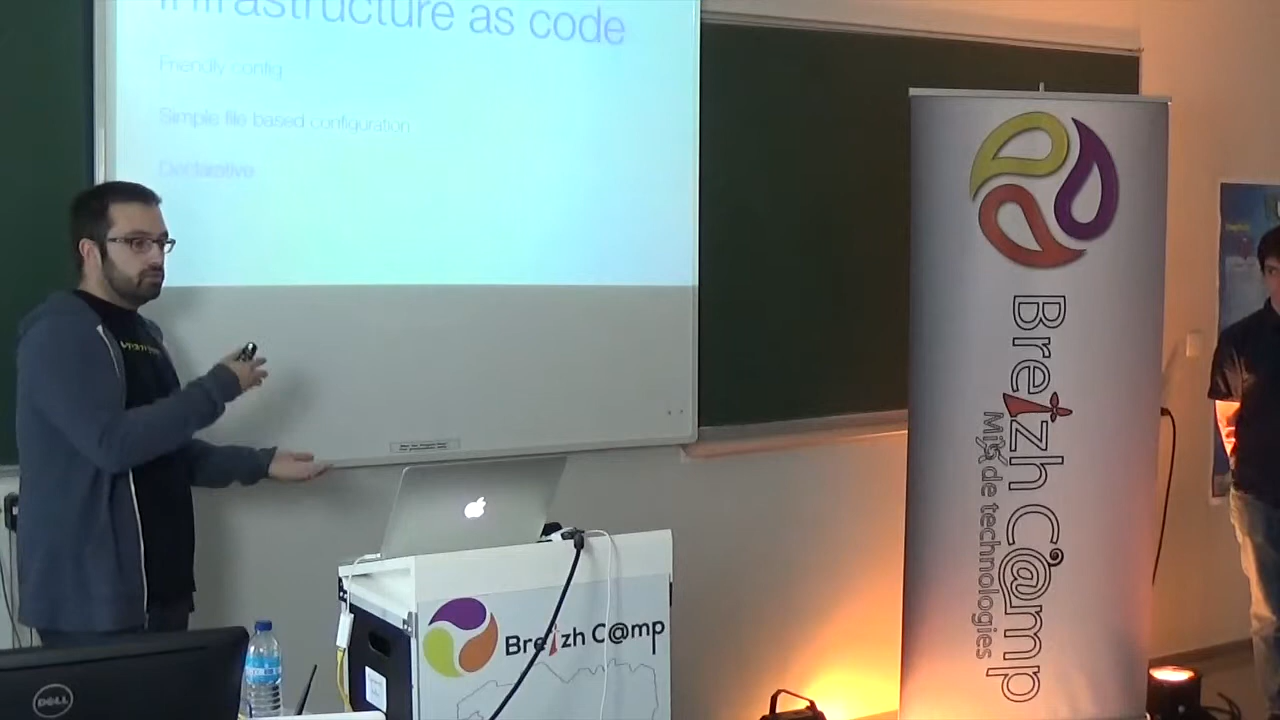 Infrastructure as code
Friendly config
Simple file based configuration
Declarative
Breizh C@mp
Mix de technologies
Breizh C@mp
DELL